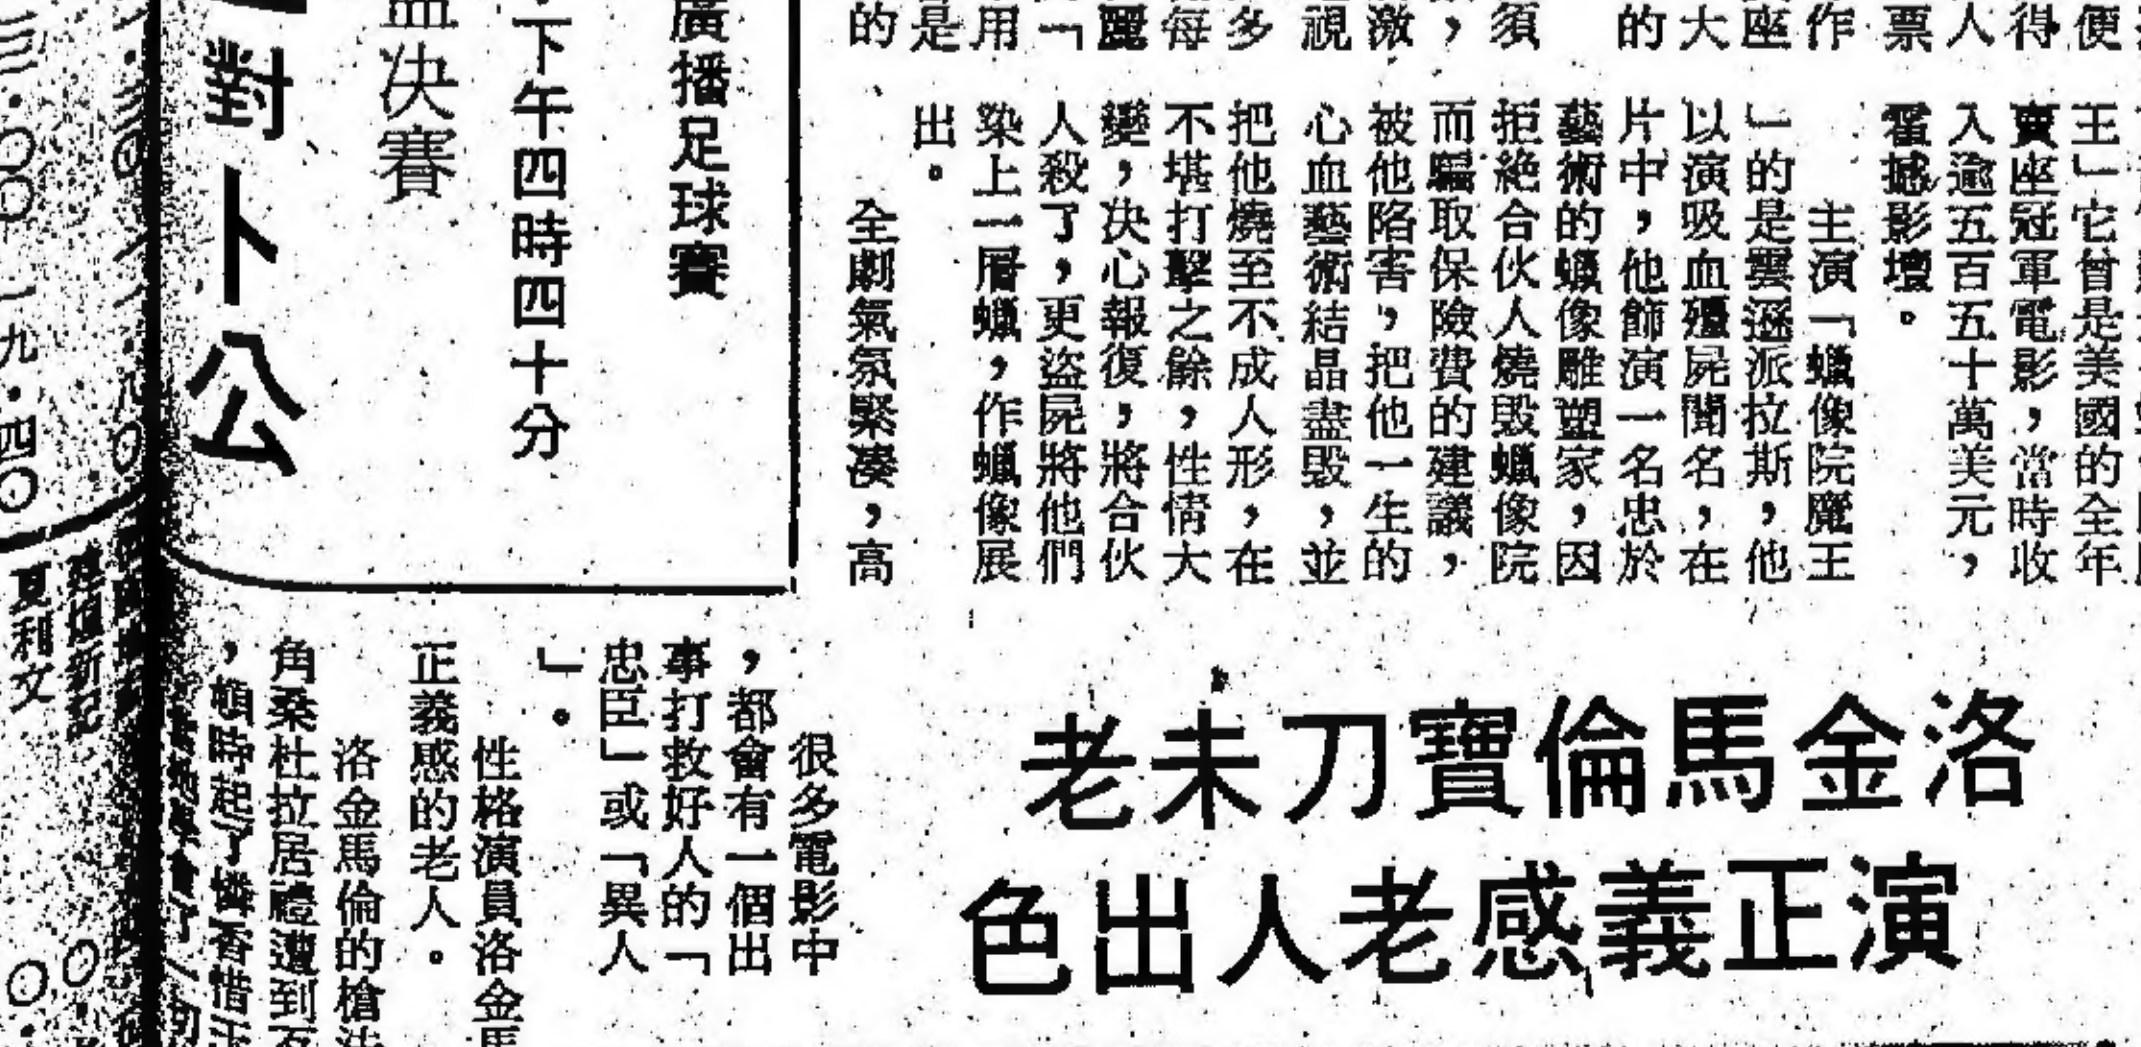 便
得
人
票
作
座
大
的
須
，
激
視
多
每
麗
「
用
是
的
王」它曾是美國的全年
賣座冠軍電影，當時收
入逾五百五十萬美元，
震撼影壇。
主演「蠟像院魔王
」的是雲遜派拉斯，他
以演吸血殭屍聞名，在
片中，他飾演一名忠於
藝術的蠟像雕塑家，因
拒絕合伙人燒毀蠟像院
而騙取保險費的建議，
被他陷害，把他一生的
心血藝術結晶盡毀，並
把他燒至不成人形，在
不堪打擊之餘，性情大
變，決心報復，將合伙
人殺了，更盜屍將他們
染上一層蠟，作蠟像展
出。
全劇氣氛緊凑，高
廣播足球賽
下午四時四十分
盃决賽
對卜公
洛金馬倫寶刀未老
演正義感老人出色
很多電影中
，都會有一個出
事打救好人的「
忠臣」或「異人
」。
性格演員洛金馬
正義感的老人。
洛金馬倫的槍法
角桑杜拉居禮遭到
，頓時起了憐香惜玉
九·四〇
夏利文